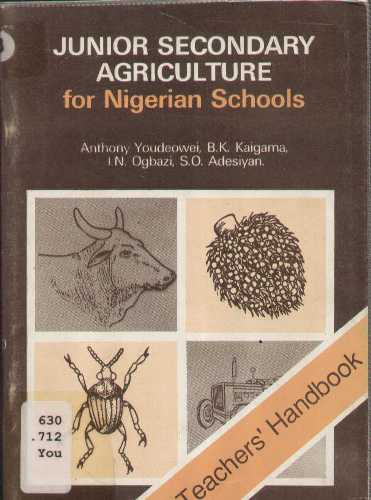 JUNIOR SECONDARY
AGRICULTURE
for Nigerian Schools
Anthony Youdeowei, B.K. Kaigama,
I.N. Ogbazi, S.O. Adesiyan.
Teachers' Handbook
630
.712
You